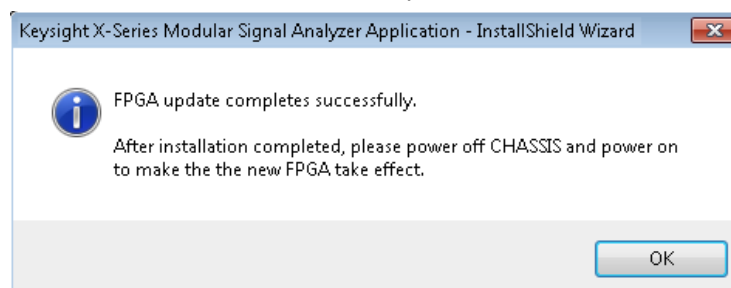 Keysight X-Series Modular Signal Analyzer Application - InstallShield Wizard
FPGA update completes successfully.
After installation completed, please power off CHASSIS and power on
to make the the new FPGA take effect.
OK